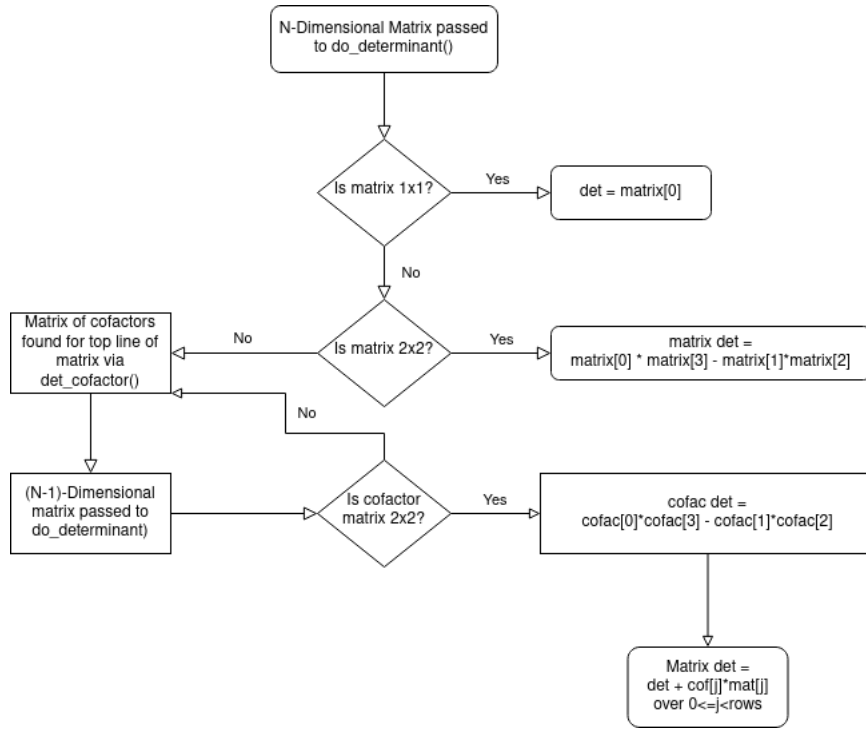 N-Dimensional Matrix passed
to do_determinant()
Is matrix 1x1?
Yes
det = matrix[0]
No
Matrix of cofactors
found for top line of
matrix via
det_cofactor()
No
Is matrix 2x2?
Yes
matrix det =
matrix[0] * matrix[3] - matrix[1]*matrix[2]
No
(N-1)-Dimensional
matrix passed to
do_determinant)
Is cofactor
matrix 2x2?
Yes
cofac det =
cofac[0]*cofac[3] - cofac[1]*cofac[2]
Matrix det =
det + cof[j]*mat[j]
over 0<=j<rows